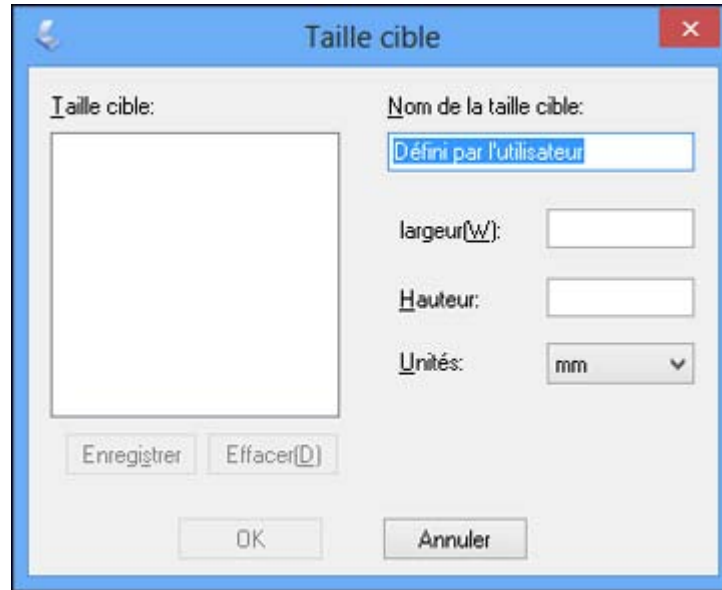 Taille cible
Taille cible:
Nom de la taille cible:
Défini par l'utilisateur
largeur(W):
Hauteur:
Unités:
mm
Enregistrer
Effacer(D)
OK
Annuler